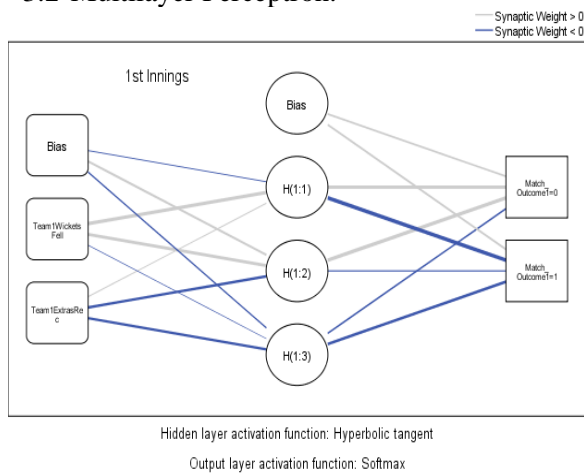 3.2 Multilayer Perceptron:
Synaptic Weight > 0
Synaptic Weight < 0
1st Innings
Bias
Bias
Team1Wickets
Fell
Team1ExtrasRe
c
H(1:1)
H(1:2)
H(1:3)
Match_
Outcome1=0
Match_
Outcome1=1
Hidden layer activation function: Hyperbolic tangent
Output layer activation function: Softmax